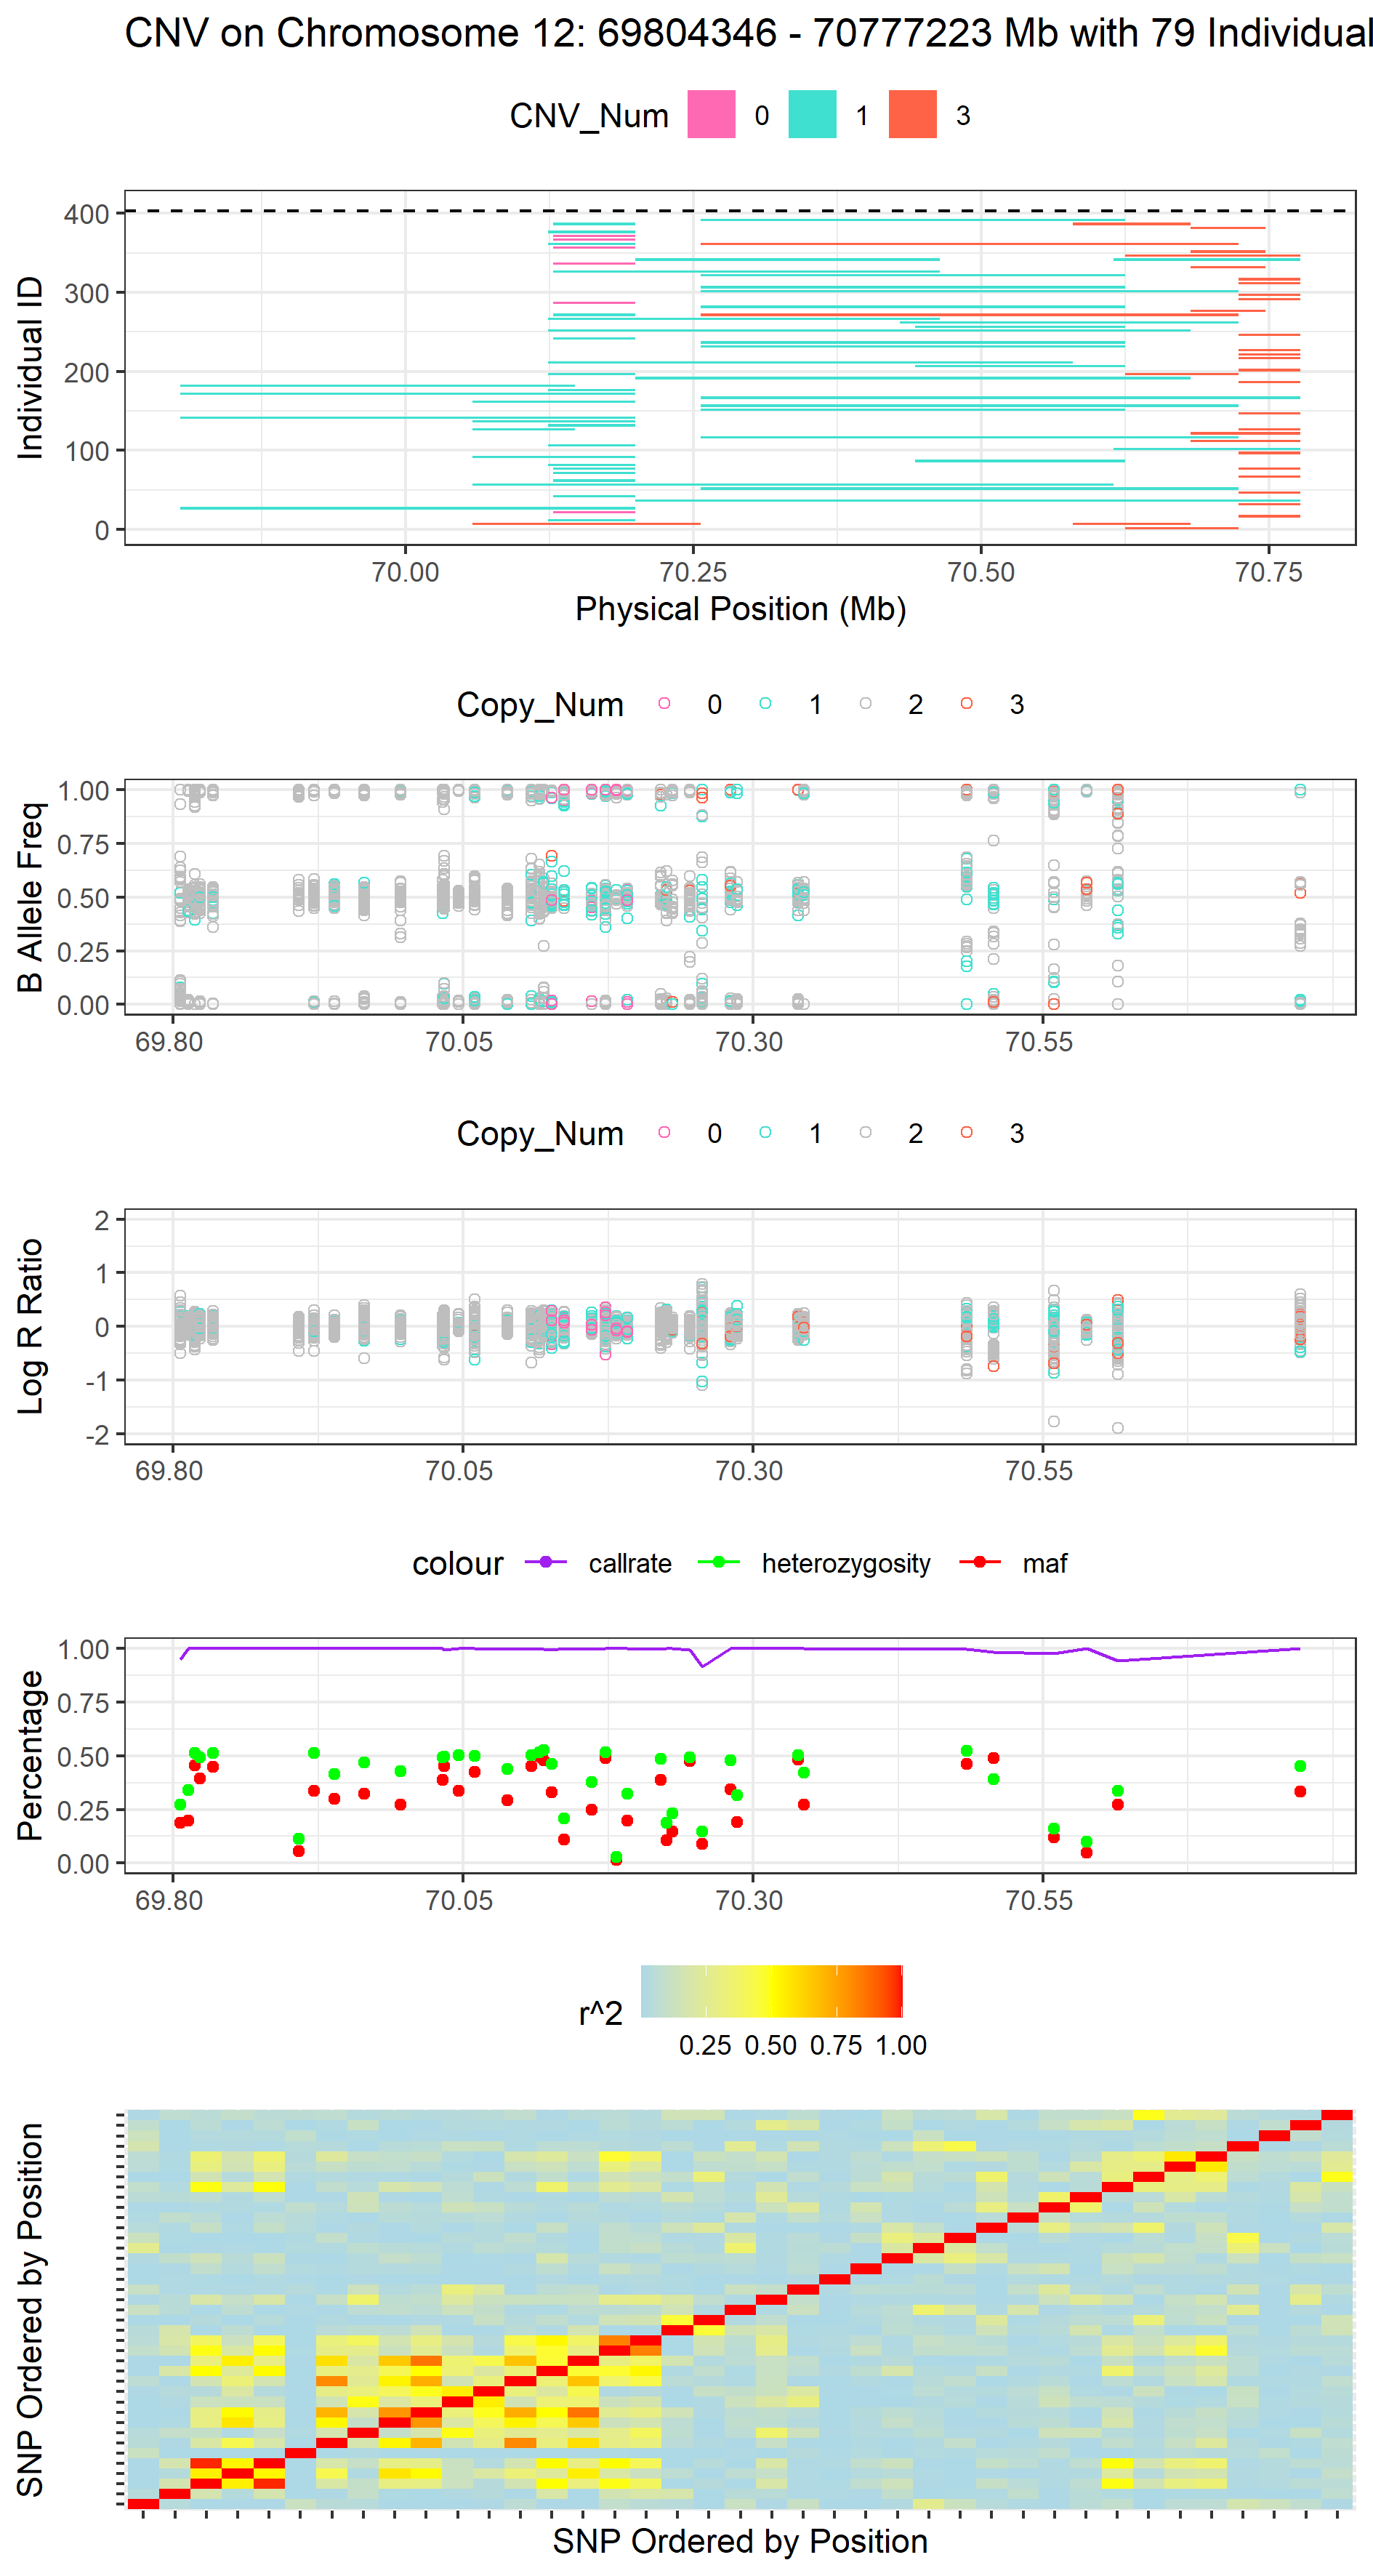 CNV on Chromosome 12: 69804346 - 70777223 Mb with 79 Individual
CNV_Num 0 1 3
Individual ID
400
300
200
100
0
70.00 70.25 70.50 70.75
Physical Position (Mb)
Copy_Num 0 1 2 3
B Allele Freq
1.00
0.75
0.50
0.25
0.00
69.80 70.05 70.30 70.55
Copy_Num 0 1 2 3
Log R Ratio
2
1
0
-1
-2
69.80 70.05 70.30 70.55
colour callrate heterozygosity maf
Percentage
1.00
0.75
0.50
0.25
0.00
69.80 70.05 70.30 70.55
r^2
0.25 0.50 0.75 1.00
SNP Ordered by Position
SNP Ordered by Position